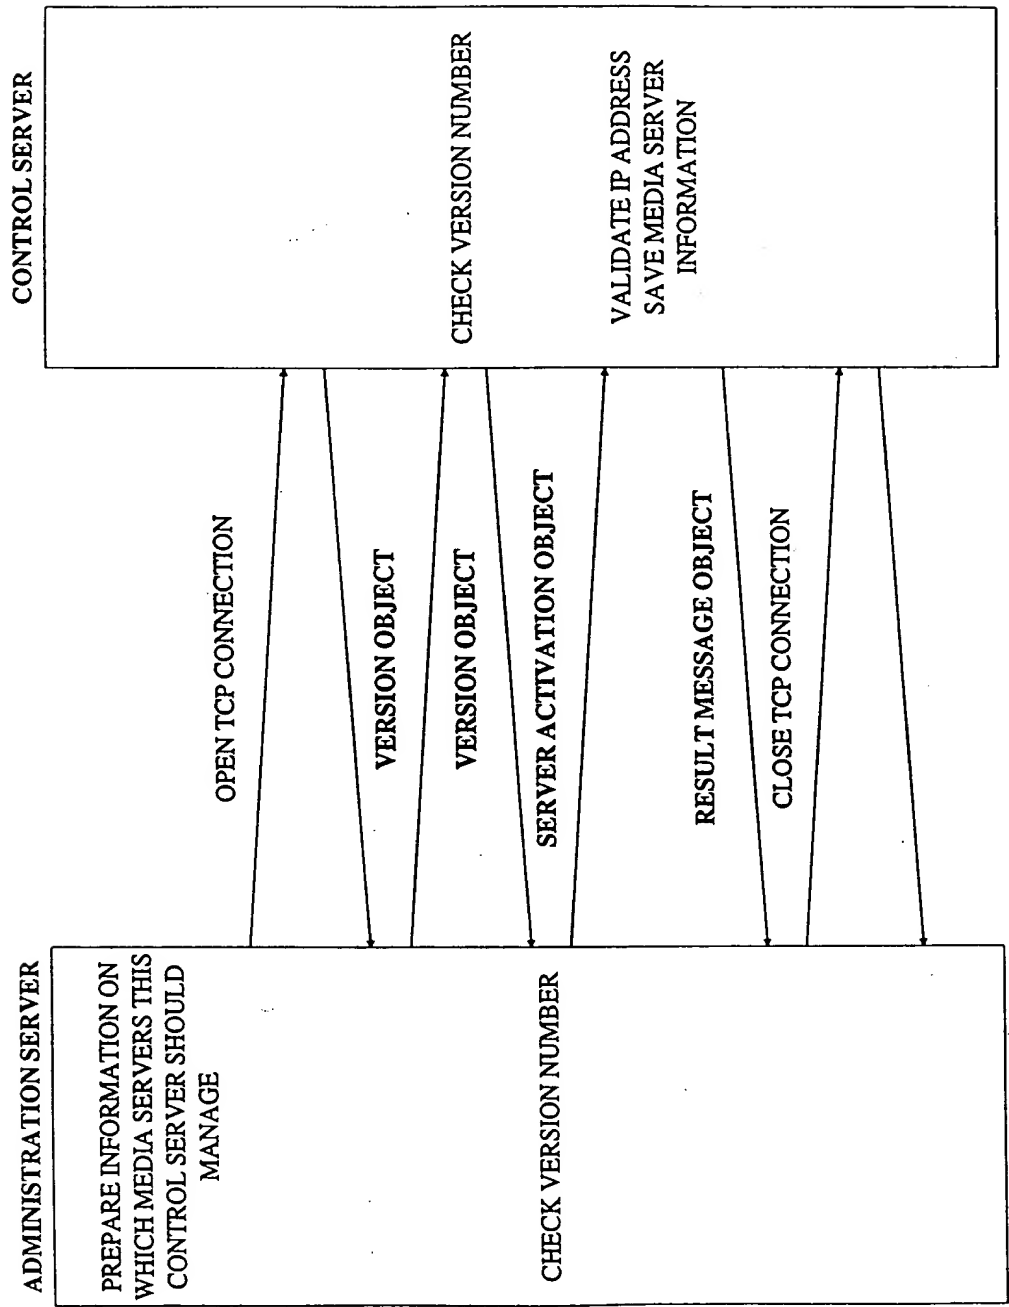 ADMINISTRATION SERVER
CONTROL SERVER
PREPARE INFORMATION ON
WHICH MEDIA SERVERS THIS
CONTROL SERVER SHOULD
MANAGE
OPEN TCP CONNECTION
VERSION OBJECT
VERSION OBJECT
CHECK VERSION NUMBER
SERVER ACTIVATION OBJECT
CHECK VERSION NUMBER
VALIDATE IP ADDRESS
SAVE MEDIA SERVER
INFORMATION
RESULT MESSAGE OBJECT
CLOSE TCP CONNECTION